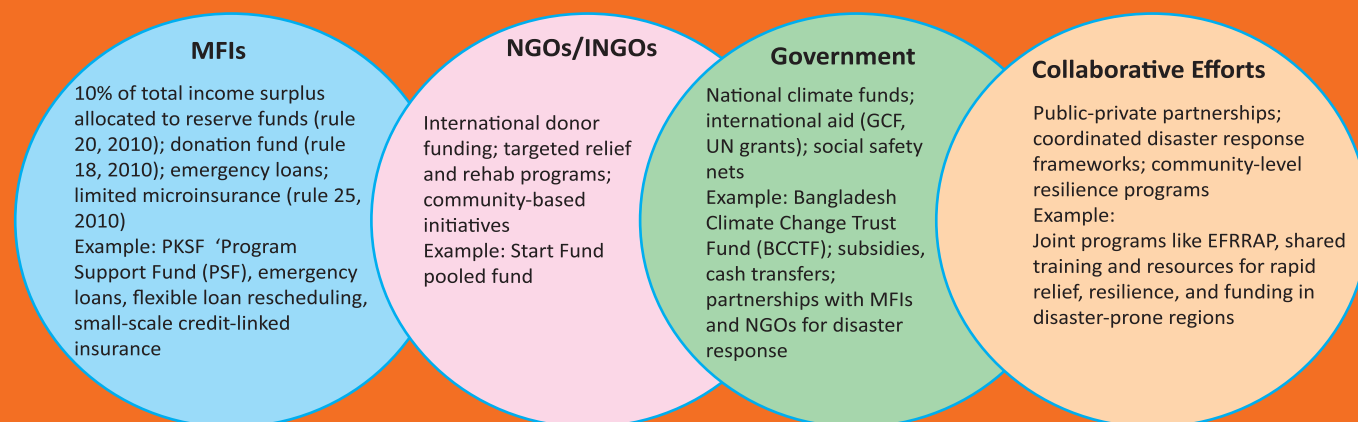 MFIs
10% of total income surplus
allocated to reserve funds (rule
20, 2010); donation fund (rule
18, 2010); emergency loans;
limited microinsurance (rule 25,
2010)
Example: PKSF ‘Program
Support Fund (PSF), emergency
loans, flexible loan rescheduling,
small-scale credit-linked
insurance
NGOs/INGOs
International donor
funding; targeted relief
and rehab programs;
community-based
initiatives
Example: Start Fund
pooled fund
Government
National climate funds;
international aid (GCF,
UN grants); social safety
nets
Example: Bangladesh
Climate Change Trust
Fund (BCCTF); subsidies,
cash transfers;
partnerships with MFIs
and NGOs for disaster
response
Collaborative Efforts
Public-private partnerships;
coordinated disaster response
frameworks; community-level
resilience programs
Example:
Joint programs like EFRRAP, shared
training and resources for rapid
relief, resilience, and funding in
disaster-prone regions